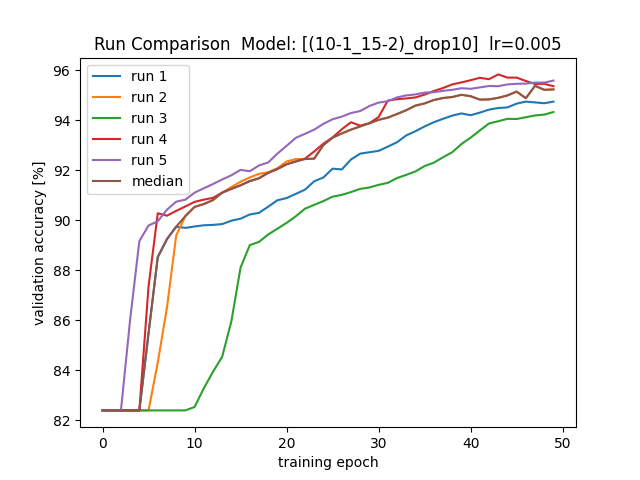 Run Comparison  Model: [(10-1_15-2)_drop10]  lr=0.005
validation accuracy [%]
96
94
92
90
88
86
84
82
run 1
run 2
run 3
run 4
run 5
median
0 10 20 30 40 50
training epoch